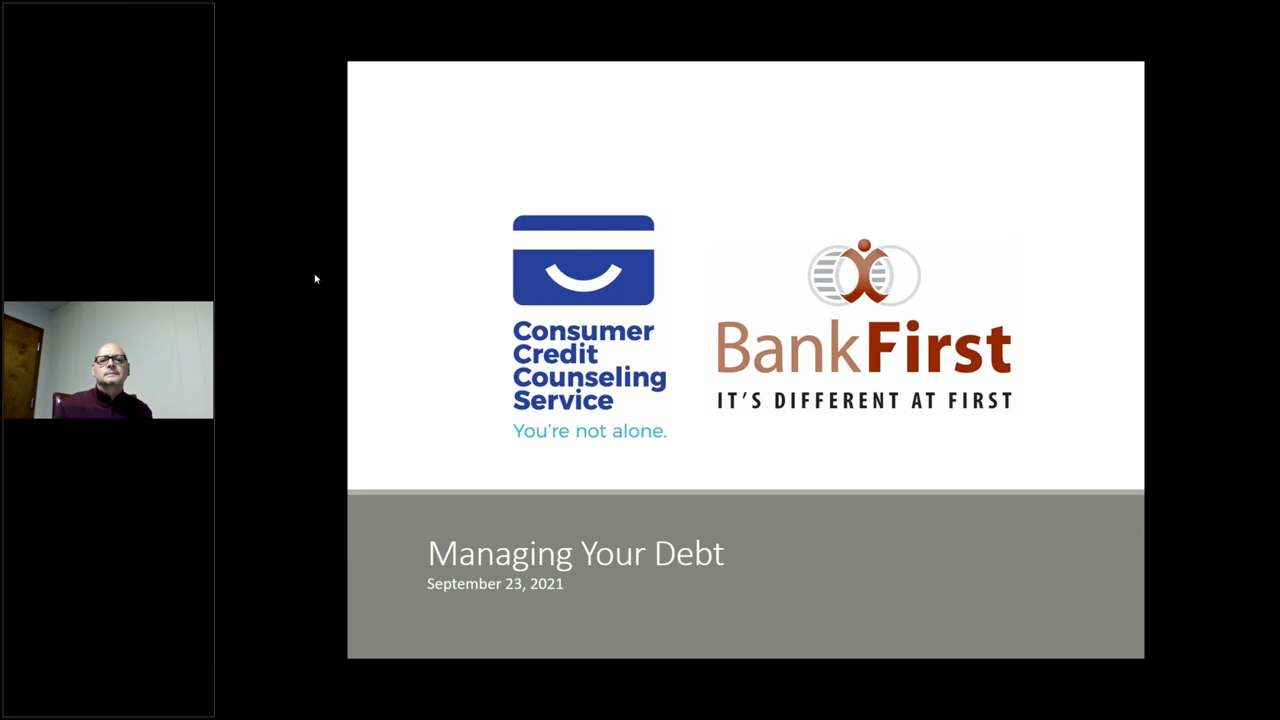 Consumer
Credit
Counseling
Service
You're not alone.
BankFirst
IT'S DIFFERENT AT FIRST
Managing Your Debt
September 23, 2021